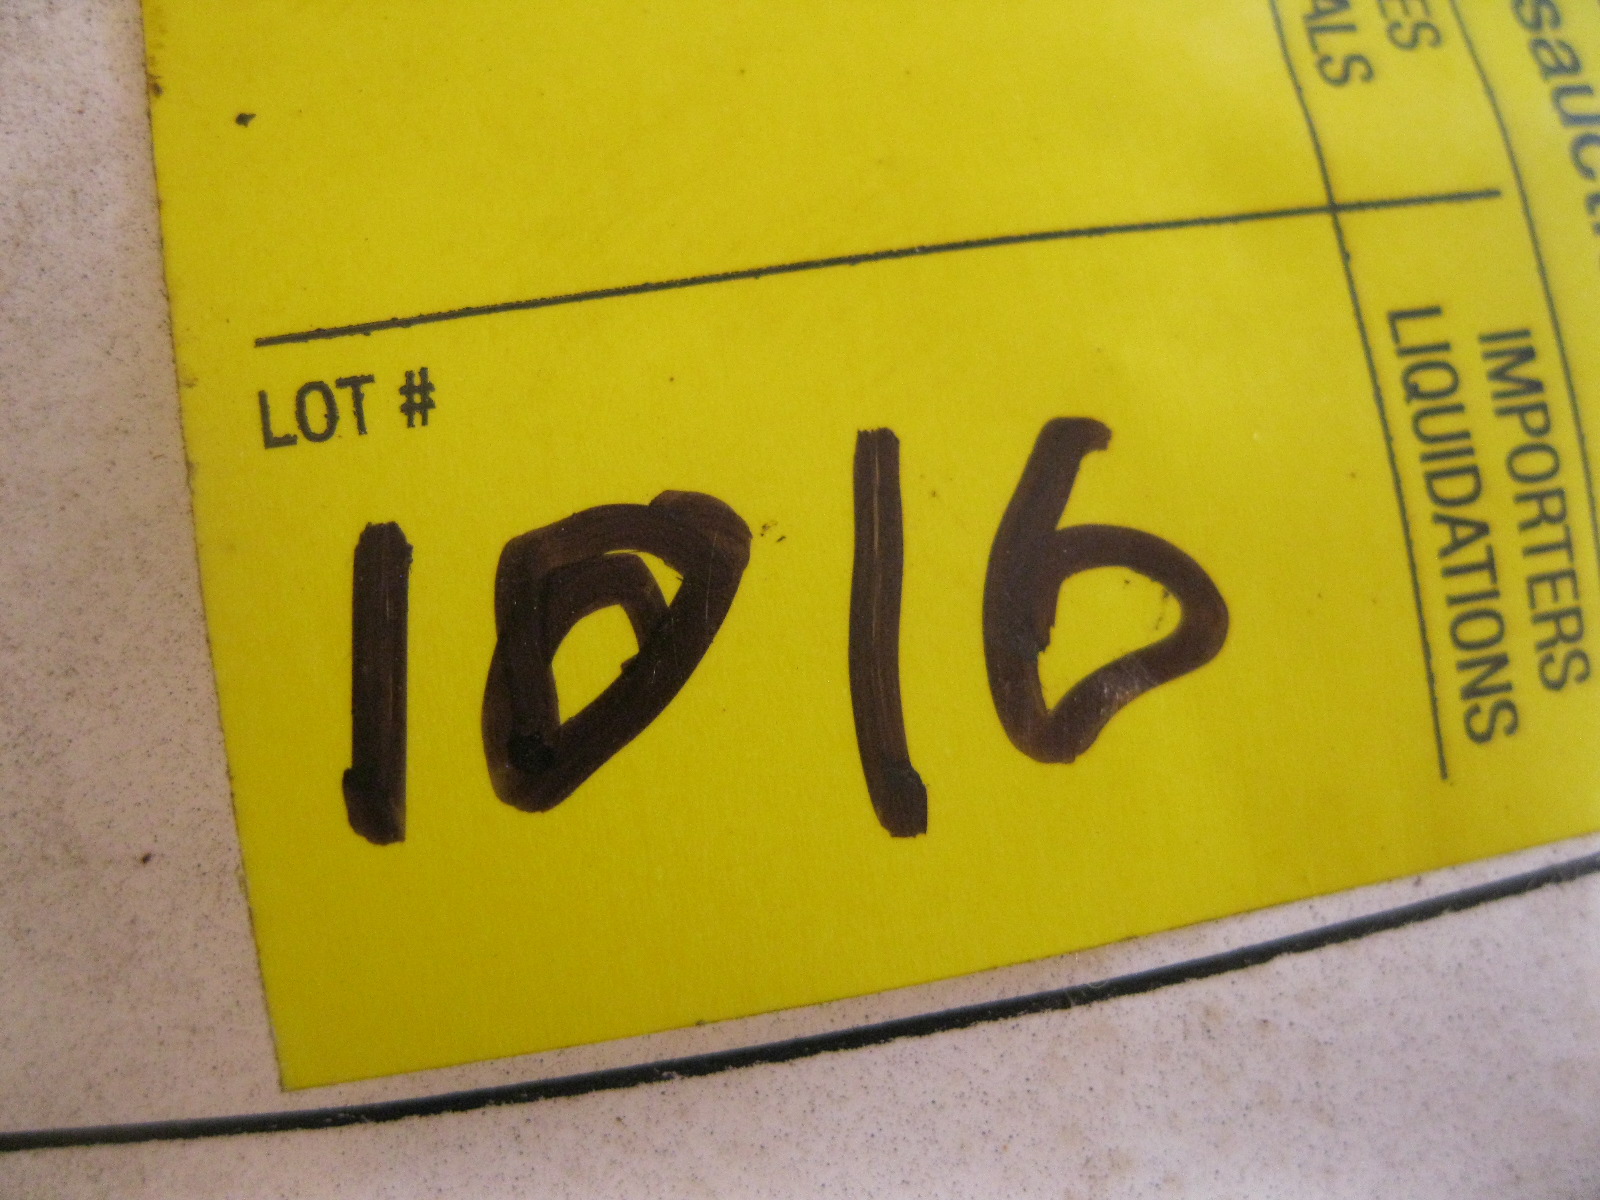 LOT #
1016
IMPORTERS
LIQUIDATIONS